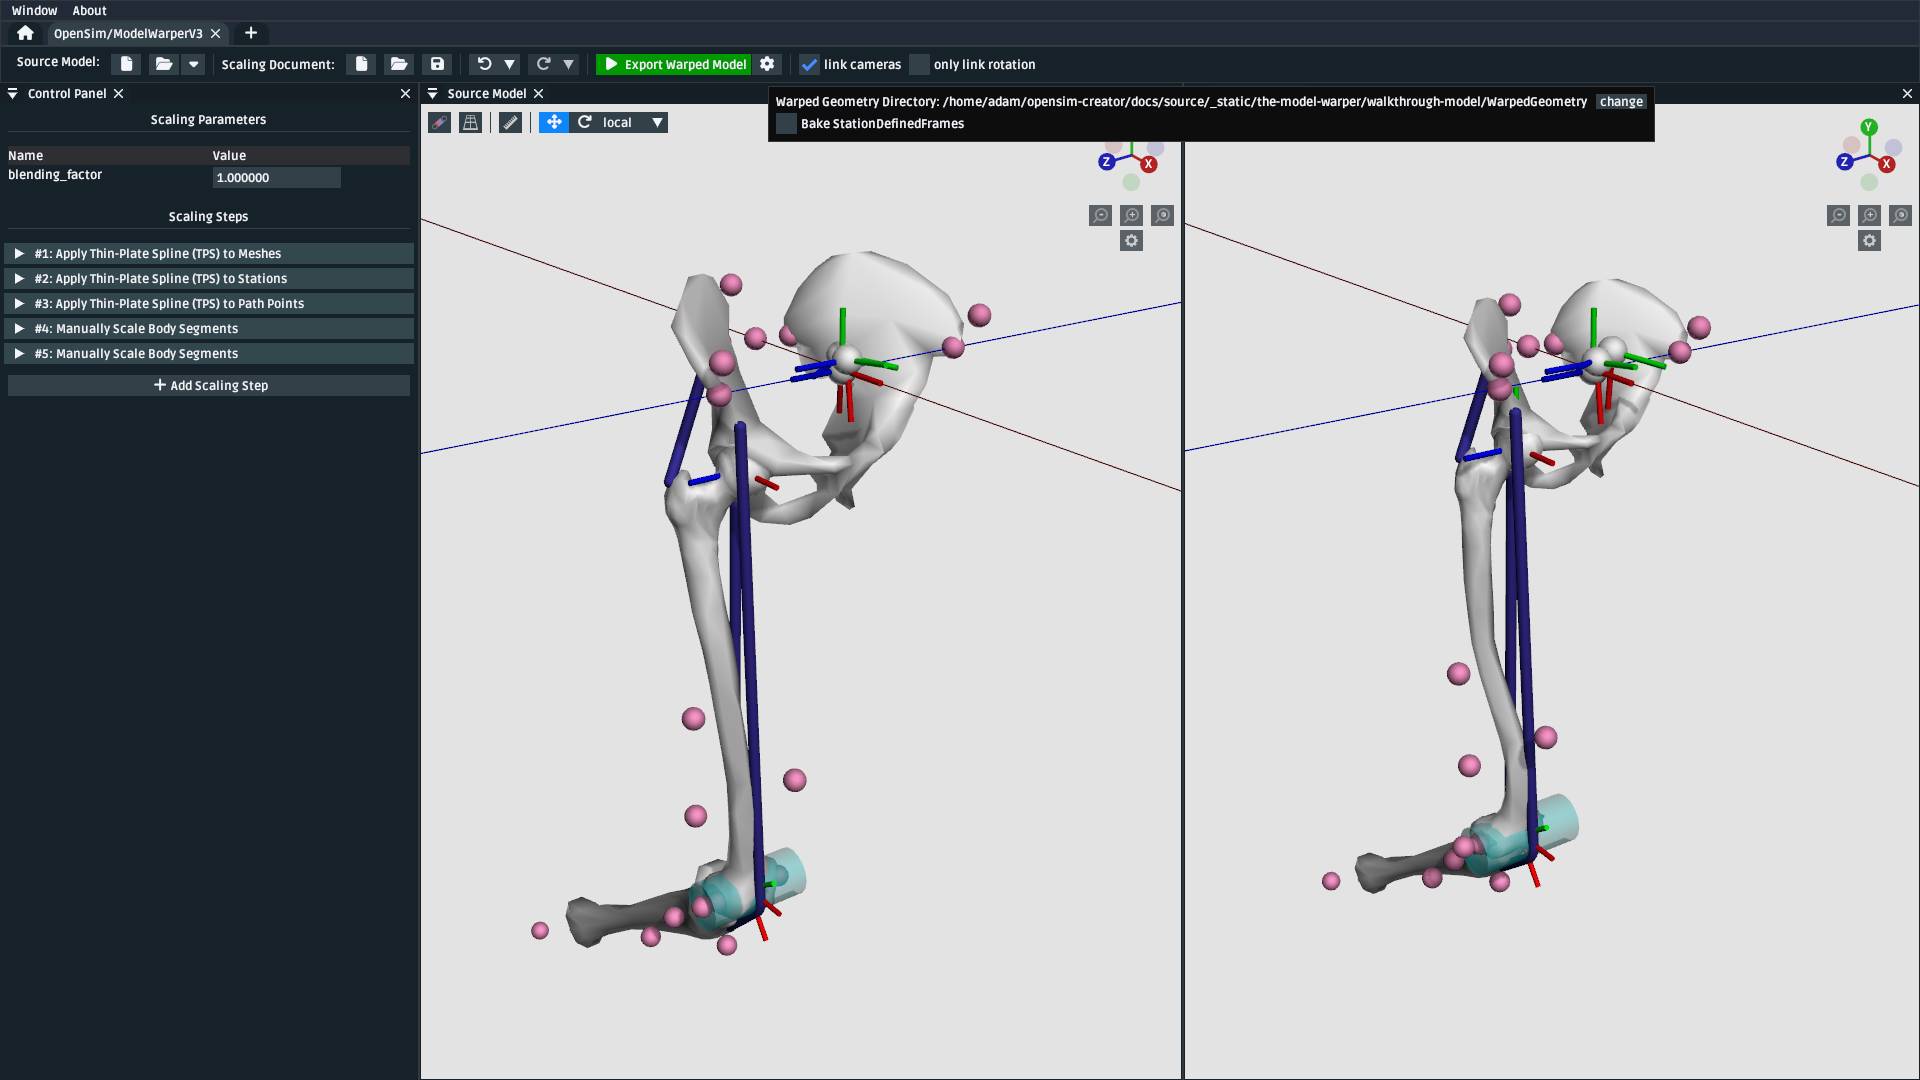 Window About
OpenSim/ModelWarperV3
Source Model: Scaling Document: Export Warped Model link cameras only link rotation
Control Panel
Source Model
Warped Geometry Directory: /home/adam/opensim-creator/docs/source/_static/the-model-warper/walkthrough-model/WarpedGeometry change
Bake StationDefinedFrames
Scaling Parameters
Name Value
blending_factor 1.000000
Scaling Steps
#1: Apply Thin-Plate Spline (TPS) to Meshes
#2: Apply Thin-Plate Spline (TPS) to Stations
#3: Apply Thin-Plate Spline (TPS) to Path Points
#4: Manually Scale Body Segments
#5: Manually Scale Body Segments
+ Add Scaling Step
local
Z X
Y
Z X